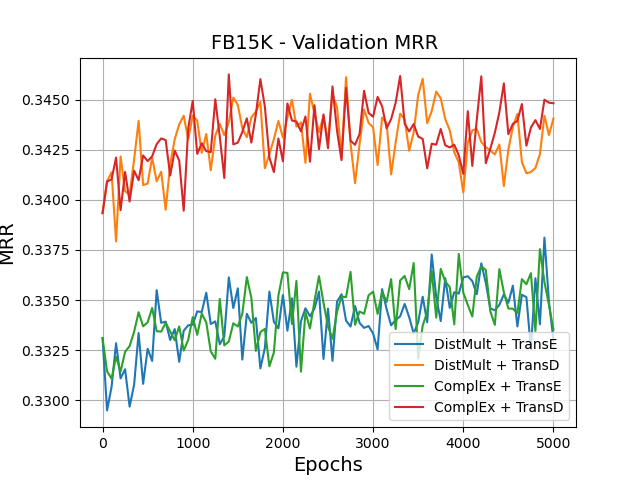 FB15K - Validation MRR
MRR
0.3450
0.3425
0.3400
0.3375
0.3350
0.3325
0.3300
DistMult + TransE
DistMult + TransD
ComplEx + TransE
ComplEx + TransD
0 1000 2000 3000 4000 5000
Epochs